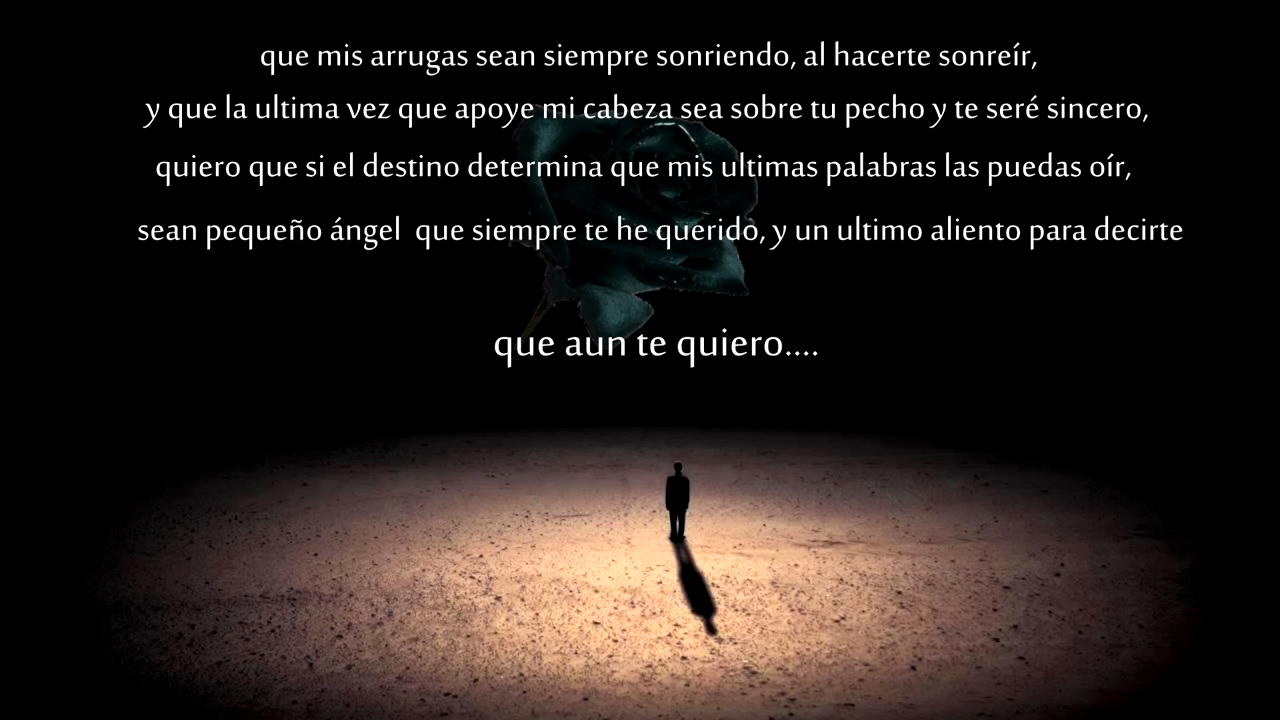 que mis arrugas sean siempre sonriendo, al hacerte sonreír,
y que la ultima vez que apoye mi cabeza sea sobre tu pecho y te seré sincero,
quiero que si el destino determina que mis ultimas palabras las puedas oír,
sean pequeño ángel  que siempre te he querido, y un ultimo aliento para decirte
que aun te quiero....